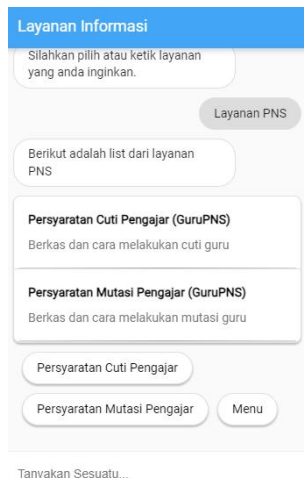 Layanan Informasi
Silahkan pilih atau ketik layanan
yang anda inginkan.
Layanan PNS
Berikut adalah list dari layanan
PNS
Persyaratan Cuti Pengajar (GuruPNS)
Berkas dan cara melakukan cuti guru
Persyaratan Mutasi Pengajar (GuruPNS)
Berkas dan cara melakukan mutasi guru
Persyaratan Cuti Pengajar
Persyaratan Mutasi Pengajar Menu
Tanyakan Sesuatu...